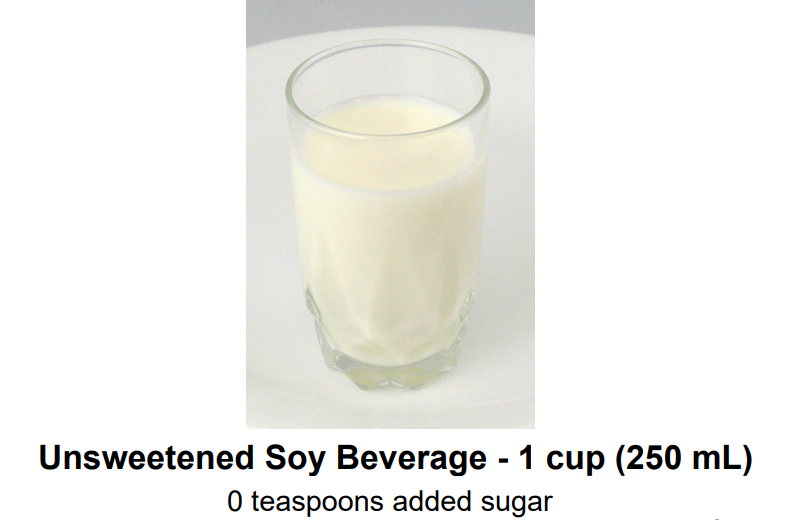 Unsweetened Soy Beverage - 1 cup (250 mL)
0 teaspoons added sugar